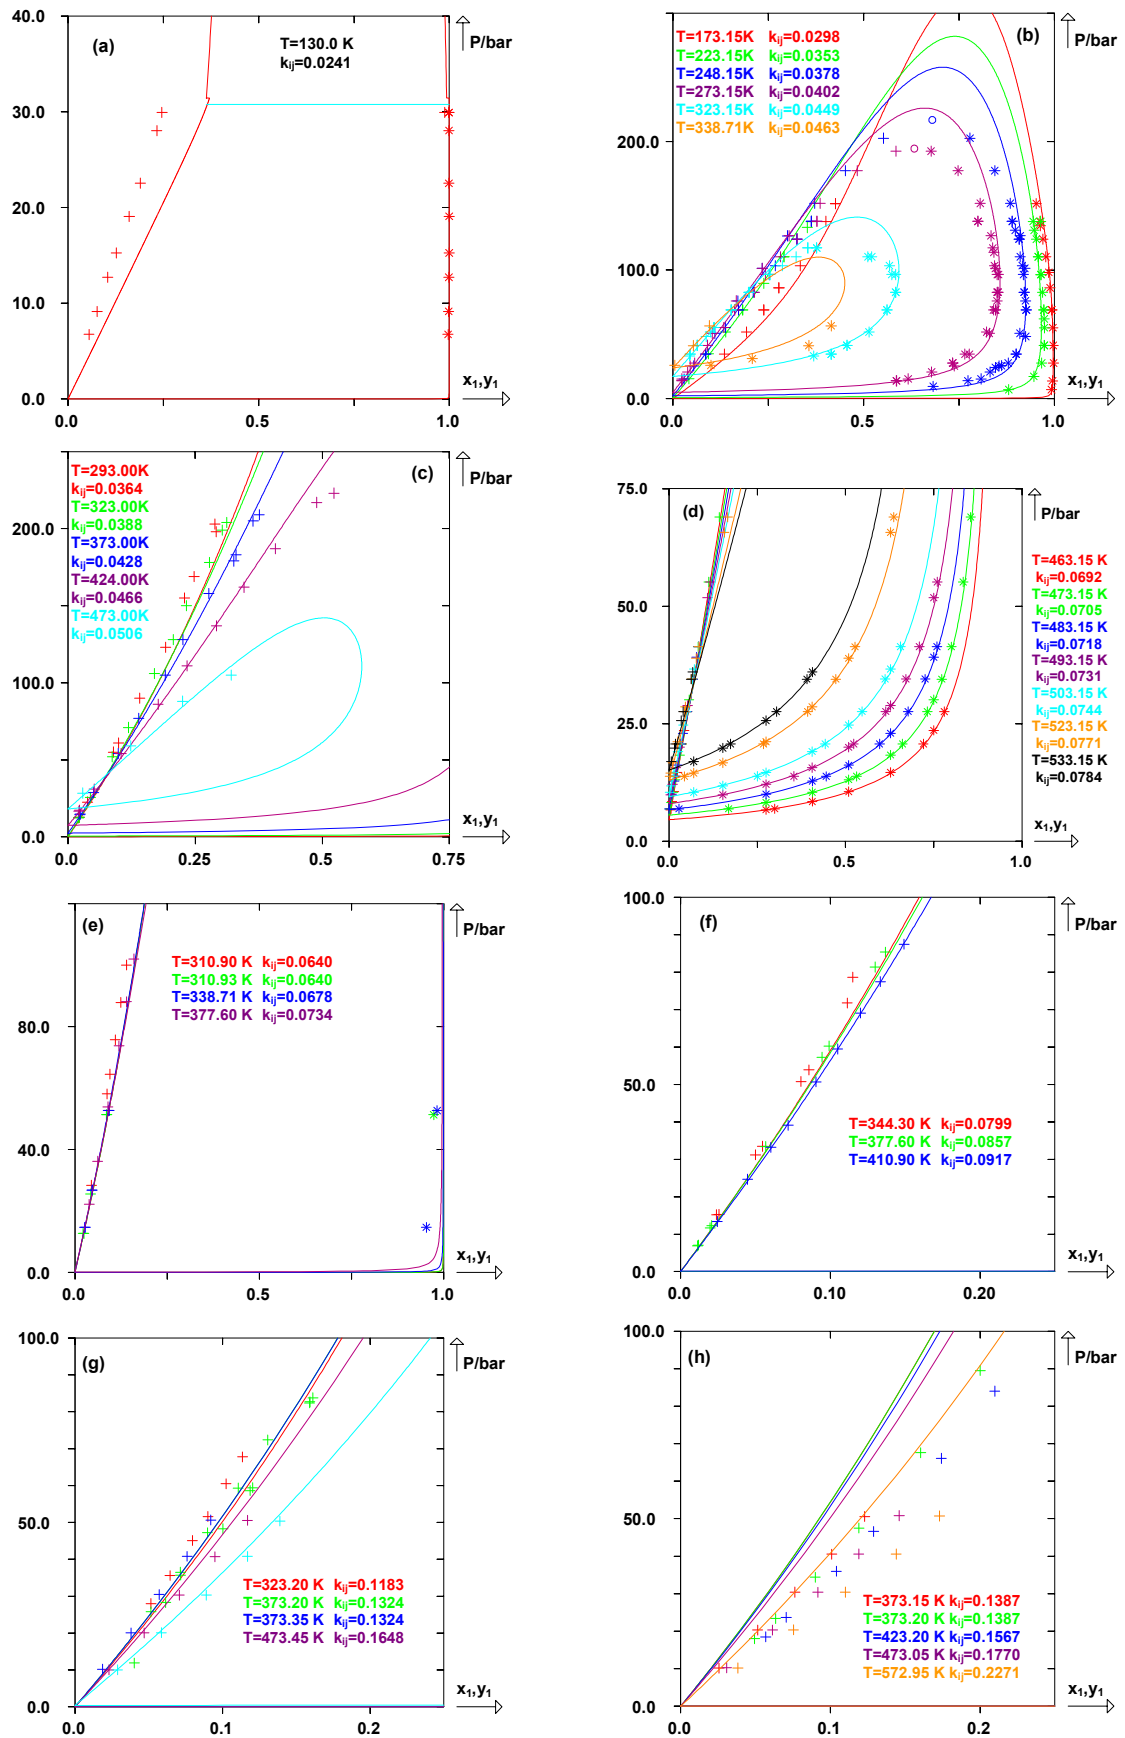 (a)
T=130.0 K
kij=0.0241
P/bar
40.0
30.0
20.0
10.0
0.0
0.0
1.0
x1,y1
(b)
T=173.15K kij=0.0298
T=223.15K kij=0.0353
T=248.15K kij=0.0378
T=273.15K kij=0.0402
T=323.15K kij=0.0449
T=338.71K kij=0.0463
P/bar
200.0
100.0
0.0
0.0
0.5
1.0
x1,y1
(c)
T=293.00K
kij=0.0364
T=323.00K
kij=0.0388
T=373.00K
kij=0.0428
T=424.00K
kij=0.0466
T=473.00K
kij=0.0506
P/bar
200.0
100.0
0.0
0.0
0.25
0.5
0.75
x1,y1
(d)
75.0
P/bar
50.0
25.0
0.0
T=463.15 K
kij=0.0692
T=473.15 K
kij=0.0705
T=483.15 K
kij=0.0718
T=493.15 K
kij=0.0731
T=503.15 K
kij=0.0744
T=523.15 K
kij=0.0771
T=533.15 K
kij=0.0784
0.0
0.5
1.0
x1,y1
(e)
P/bar
T=310.90 K kij=0.0640
T=310.93 K kij=0.0640
T=338.71 K kij=0.0678
T=377.60 K kij=0.0734
80.0
40.0
0.0
0.0
0.5
1.0
x1,y1
(f)
100.0
P/bar
50.0
0.0
T=344.30 K kij=0.0799
T=377.60 K kij=0.0857
T=410.90 K kij=0.0917
0.0
0.10
0.20
x1,y1
(g)
100.0
P/bar
50.0
0.0
T=323.20 K kij=0.1183
T=373.20 K kij=0.1324
T=373.35 K kij=0.1324
T=473.45 K kij=0.1648
0.0
0.1
0.2
x1,y1
(h)
100.0
P/bar
50.0
0.0
T=373.15 K kij=0.1387
T=373.20 K kij=0.1387
T=423.20 K kij=0.1567
T=473.05 K kij=0.1770
T=572.95 K kij=0.2271
0.0
0.1
0.2
x1,y1